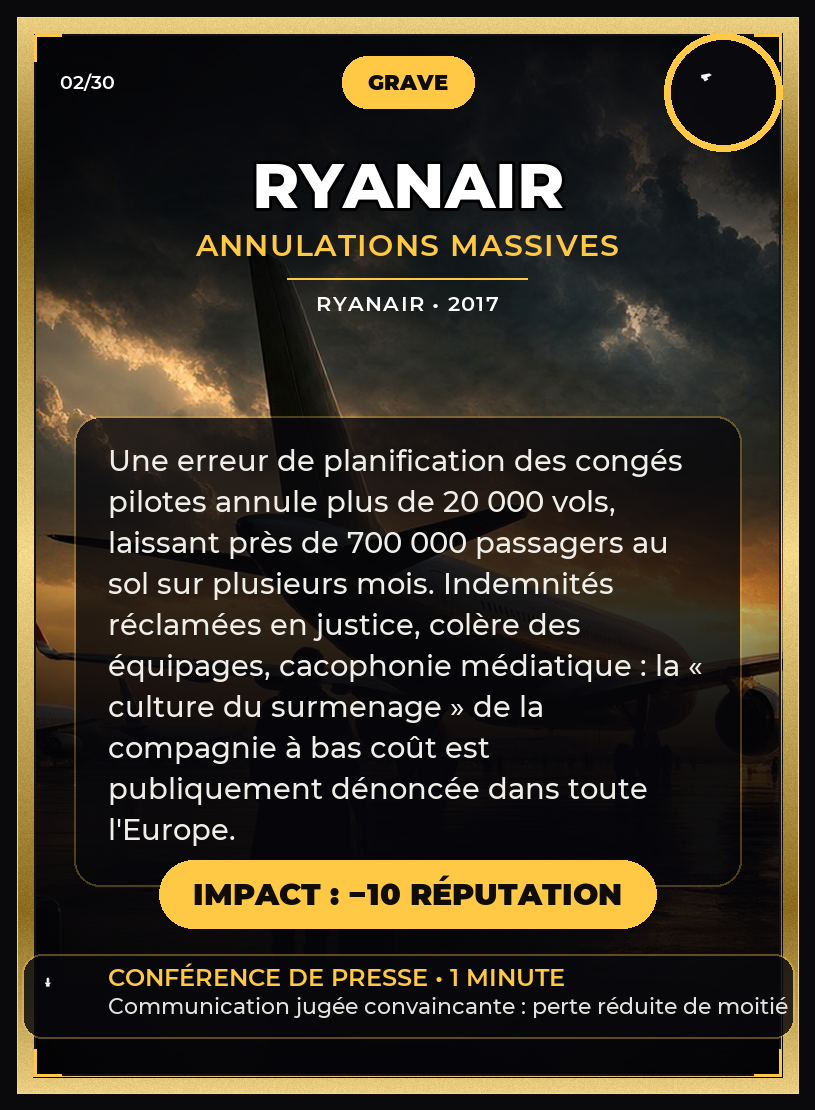 02/30
GRAVE
RYANAIR
ANNULATIONS MASSIVES
RYANAIR • 2017
Une erreur de planification des congés
pilotes annule plus de 20 000 vols,
laissant près de 700 000 passagers au
sol sur plusieurs mois. Indemnités
réclamées en justice, colère des
équipages, cacophonie médiatique : la «
culture du surmenage » de la
compagnie à bas coût est
publiquement dénoncée dans toute
l'Europe.
IMPACT : −10 RÉPUTATION
CONFÉRENCE DE PRESSE • 1 MINUTE
Communication jugée convaincante : perte réduite de moitié